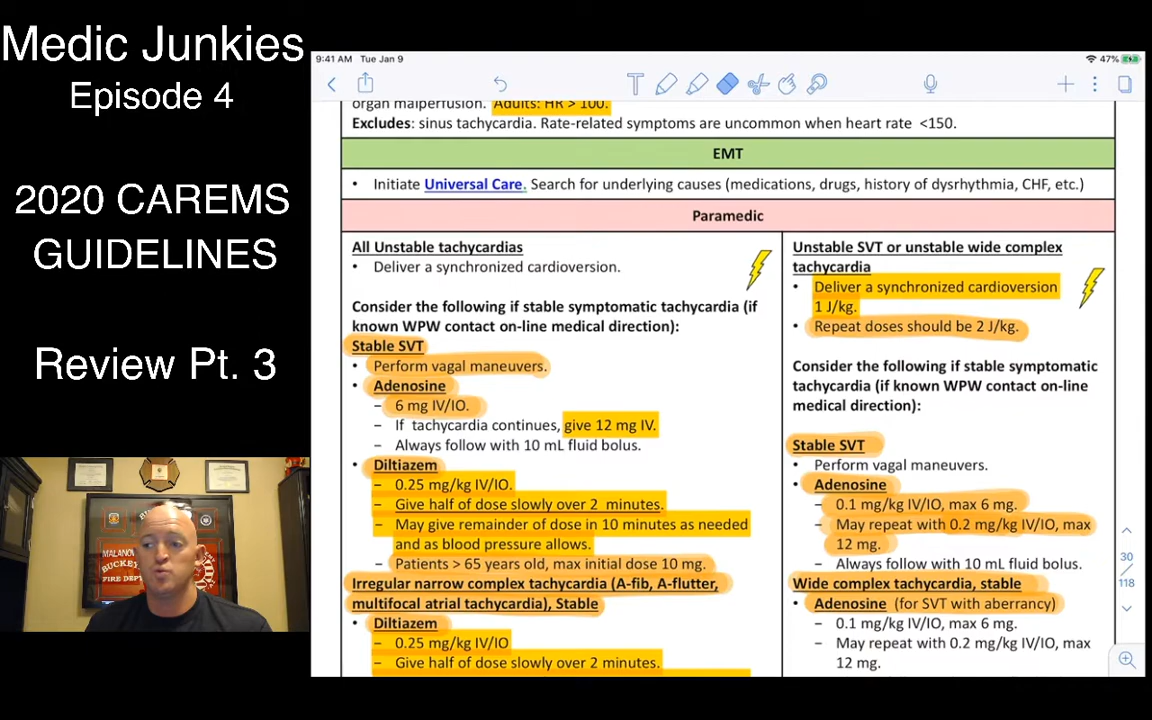 Medic Junkies
Episode 4
2020 CAREMS
GUIDELINES
Review Pt. 3
9:41 AM Tue Jan 9
47%
organ malperfusion. Adults: HR > 100.
Excludes: sinus tachycardia. Rate-related symptoms are uncommon when heart rate <150.
EMT
• Initiate Universal Care. Search for underlying causes (medications, drugs, history of dysrhythmia, CHF, etc.)
Paramedic
All Unstable tachycardias
• Deliver a synchronized cardioversion.
Consider the following if stable symptomatic tachycardia (if
known WPW contact on-line medical direction):
Stable SVT
• Perform vagal maneuvers.
• Adenosine
– 6 mg IV/IO.
– If tachycardia continues, give 12 mg IV.
– Always follow with 10 mL fluid bolus.
• Diltiazem
– 0.25 mg/kg IV/IO.
– Give half of dose slowly over 2 minutes.
– May give remainder of dose in 10 minutes as needed
and as blood pressure allows.
– Patients > 65 years old, max initial dose 10 mg.
Irregular narrow complex tachycardia (A-fib, A-flutter,
multifocal atrial tachycardia), Stable
• Diltiazem
– 0.25 mg/kg IV/IO
– Give half of dose slowly over 2 minutes.
Unstable SVT or unstable wide complex
tachycardia
• Deliver a synchronized cardioversion
1 J/kg.
• Repeat doses should be 2 J/kg.
Consider the following if stable symptomatic
tachycardia (if known WPW contact on-line
medical direction):
Stable SVT
• Perform vagal maneuvers.
• Adenosine
– 0.1 mg/kg IV/IO, max 6 mg.
– May repeat with 0.2 mg/kg IV/IO, max
12 mg.
– Always follow with 10 mL fluid bolus.
Wide complex tachycardia, stable
• Adenosine (for SVT with aberrancy)
– 0.1 mg/kg IV/IO, max 6 mg.
– May repeat with 0.2 mg/kg IV/IO, max
12 mg.
30
118
MALANO
BUCKEY
FIRE DEP